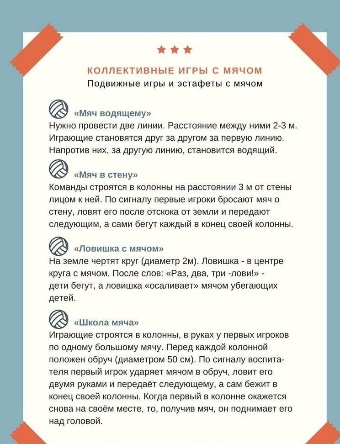 КОЛЛЕКТИВНЫЕ ИГРЫ С МЯЧОМ
Подвижные игры и эстафеты с мячом
«Мяч водящему»
Нужно провести две линии. Расстояние между ними 2-3 м.
Играющие становятся друг за другом за первую линию.
Напротив них, за другую линию, становится водящий.
«Мяч в стену»
Команды строятся в колонны на расстоянии 3 м от стены
лицом к ней. По сигналу первые игроки бросают мяч о
стену, ловят его после отскока от земли и передают
следующим, а сами бегут каждый в конец своей колонны.
«Ловишка с мячом»
На земле чертят круг (диаметр 2м). Ловишка - в центре
круга с мячом. После слов: «Раз, два, три -лови!» -
дети бегут, а ловишка «осаливает» мячом убегающих
детей.
«Школа мяча»
Играющие строятся в колонны, в руках у первых игроков
по одному большому мячу. Перед каждой колонной
положен обруч (диаметром 50 см). По сигналу воспита-
теля первый игрок ударяет мячом в обруч, ловит его
двумя руками и передаёт следующему, а сам бежит в
конец своей колонны. Когда первый в колонне окажется
снова на своём месте, то, получив мяч, он поднимает его
над головой.